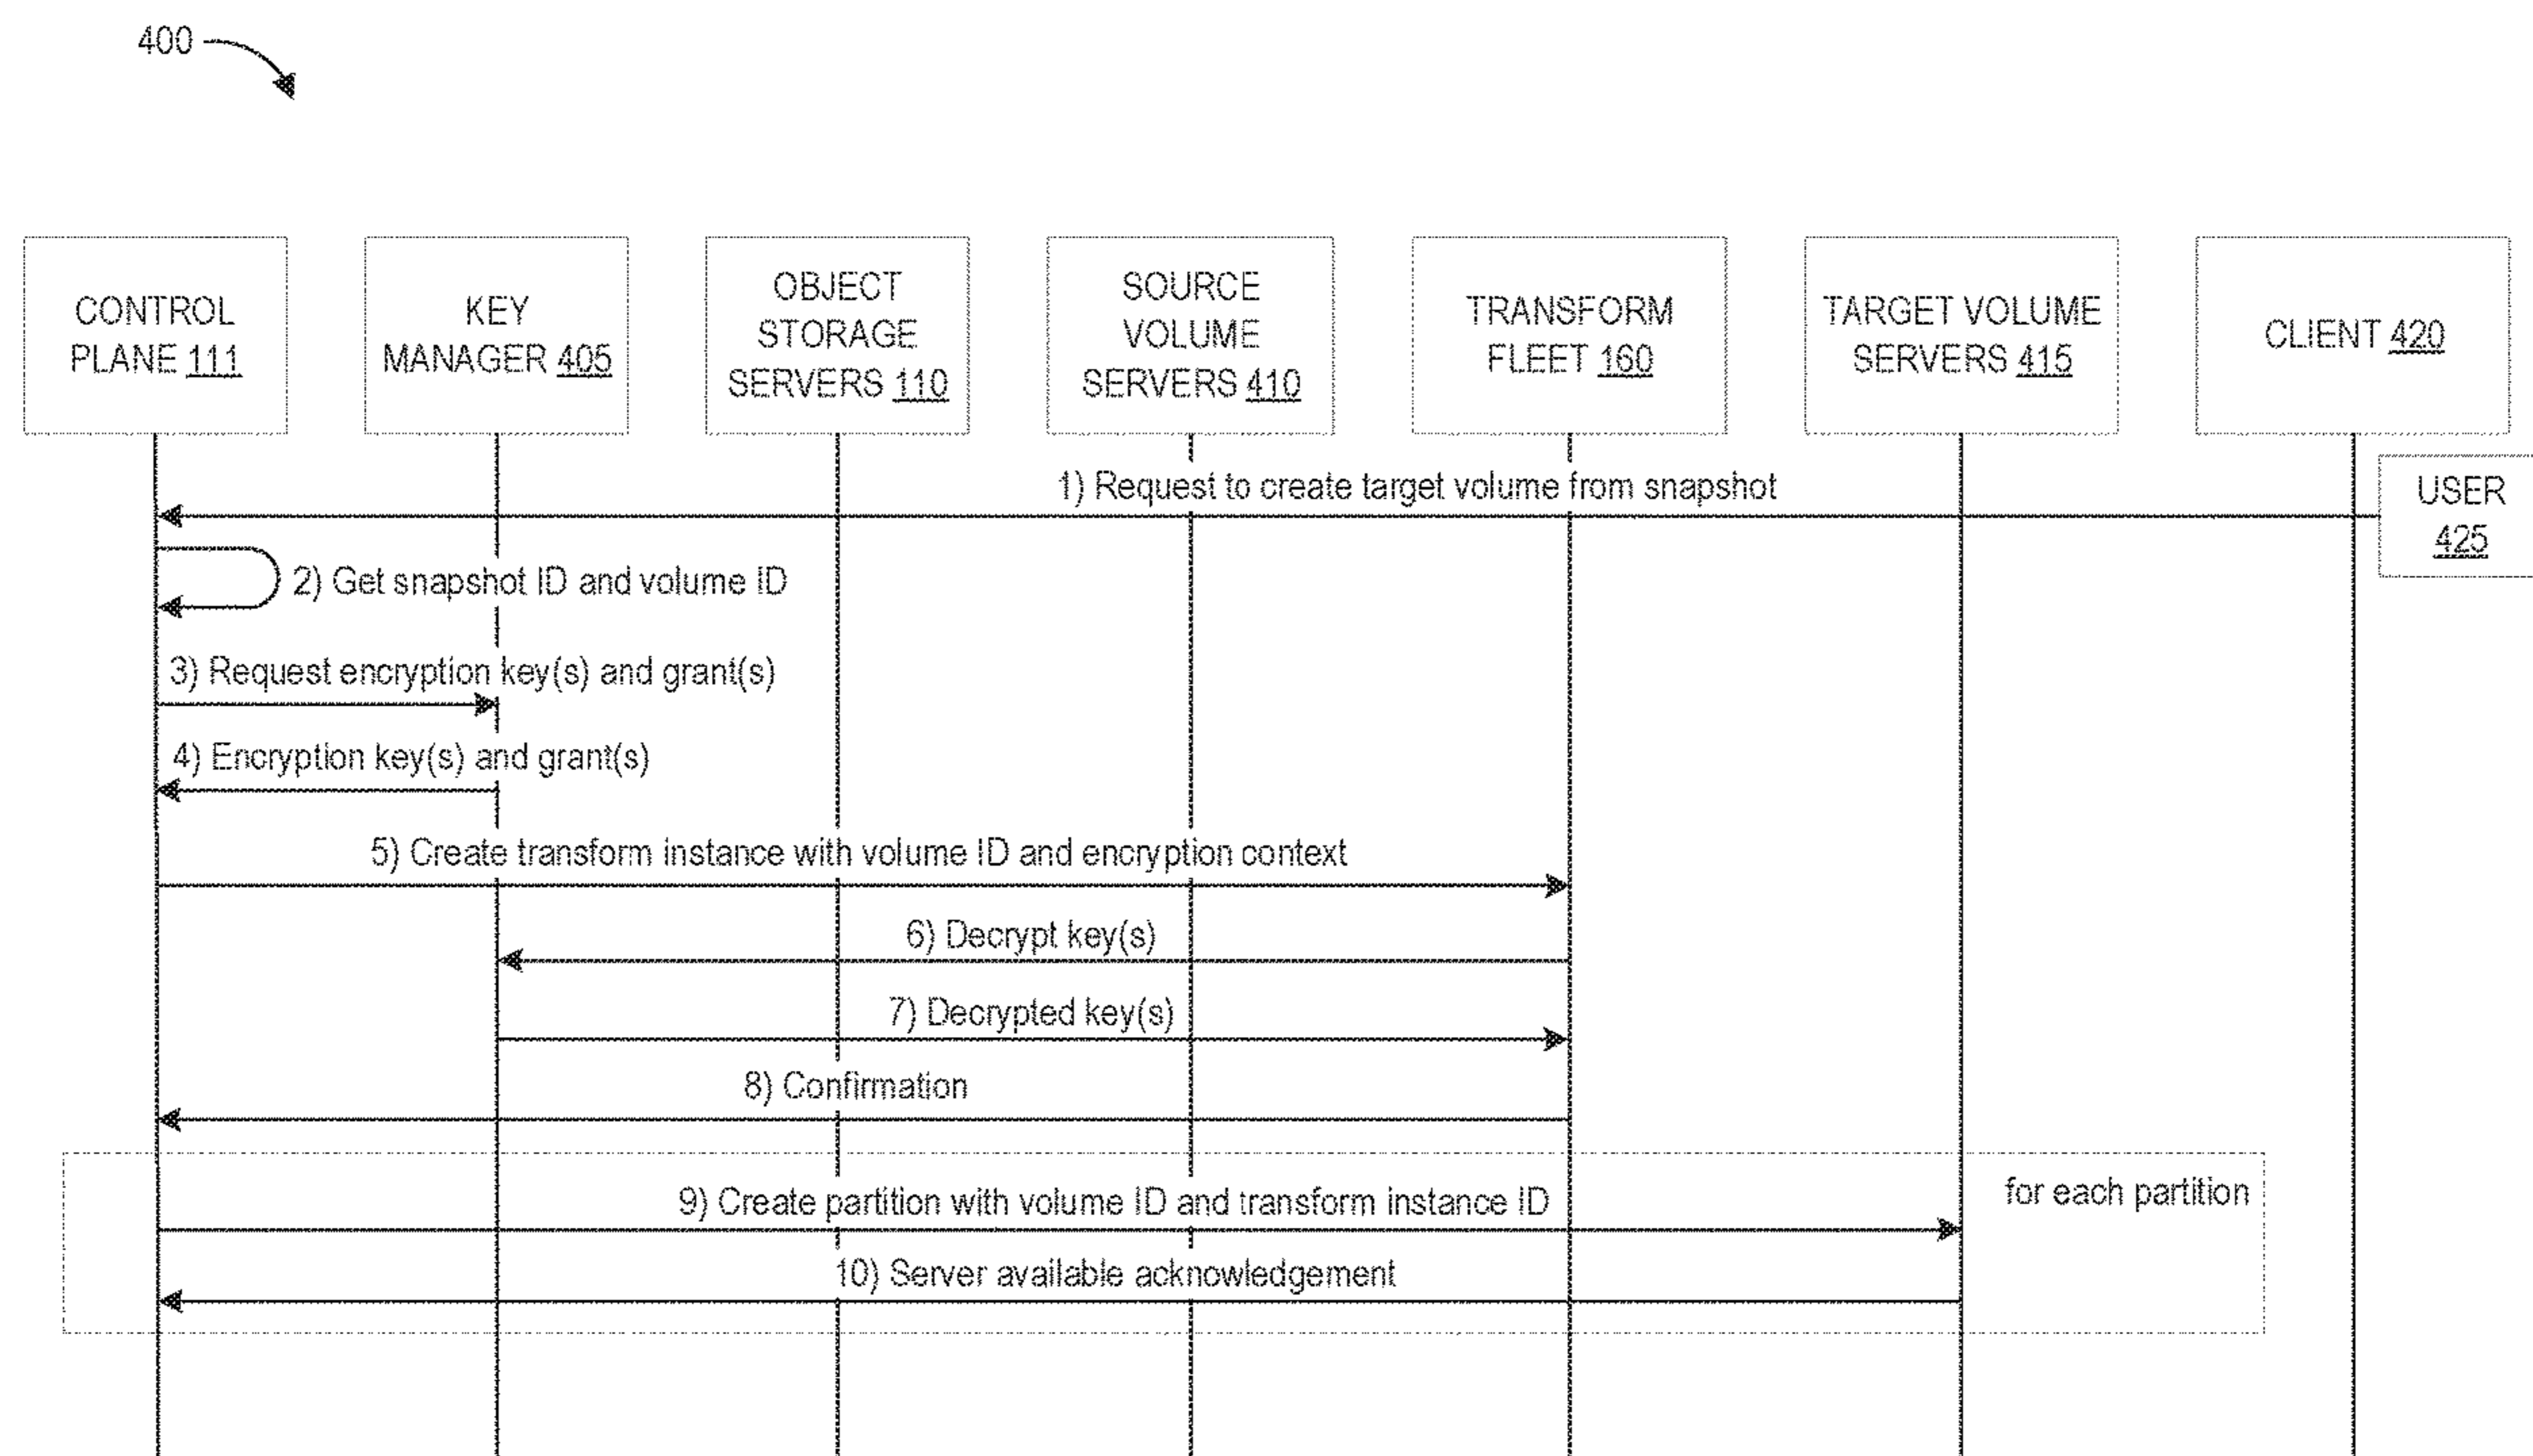 400
CONTROL
PLANE 111
KEY
MANAGER 405
OBJECT
STORAGE
SERVERS 110
SOURCE
VOLUME
SERVERS 410
TRANSFORM
FLEET 160
TARGET VOLUME
SERVERS 415
CLIENT 420
USER
425
1) Request to create target volume from snapshot
2) Get snapshot ID and volume ID
3) Request encryption key(s) and grant(s)
4) Encryption key(s) and grant(s)
5) Create transform instance with volume ID and encryption context
6) Decrypt key(s)
7) Decrypted key(s)
8) Confirmation
for each partition
9) Create partition with volume ID and transform instance ID
10) Server available acknowledgement